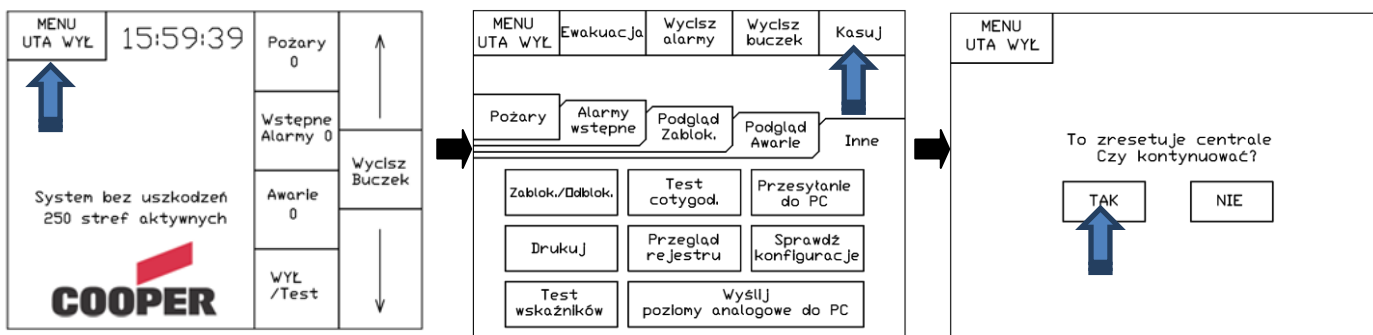 MENU
UTA WYŁ
15:59:39
Pożary
0
Wstępne
Alarmy 0
Wycisz
Buczek
System bez uszkodzeń
250 stref aktywnych
Awarie
0
COOPER
WYŁ
/Test
MENU
UTA WYŁ
Ewakuacja
Wycisz
alarmy
Wycisz
buczek
Kasuj
Pożary
Alarmy
wstępne
Podgląd
Zablok.
Podgląd
Awarie
Inne
Zablok./Odblok.
Test
cotygod.
Przesyłanie
do PC
Drukuj
Przegląd
rejestru
Sprawdź
konfiguracje
Test
wskaźników
Wyślij
poziomy analogowe do PC
MENU
UTA WYŁ
To zresetuje centrale
Czy kontynuować?
TAK
NIE